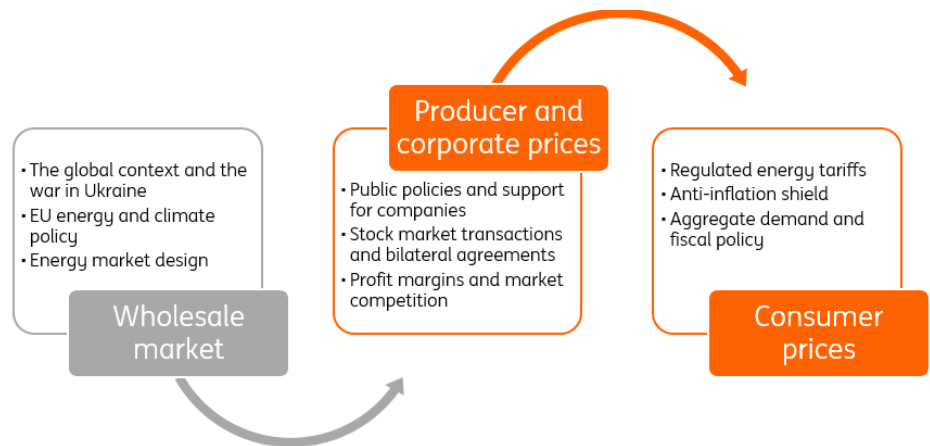 · The global context and the
war in Ukraine
· EU energy and climate
policy
· Energy market design
Wholesale
market
Producer and
corporate prices
· Public policies and support
for companies
· Stock market transactions
and bilateral agreements
· Profit margins and market
competition
· Regulated energy tariffs
· Anti-inflation shield
· Aggregate demand and
fiscal policy
Consumer
prices